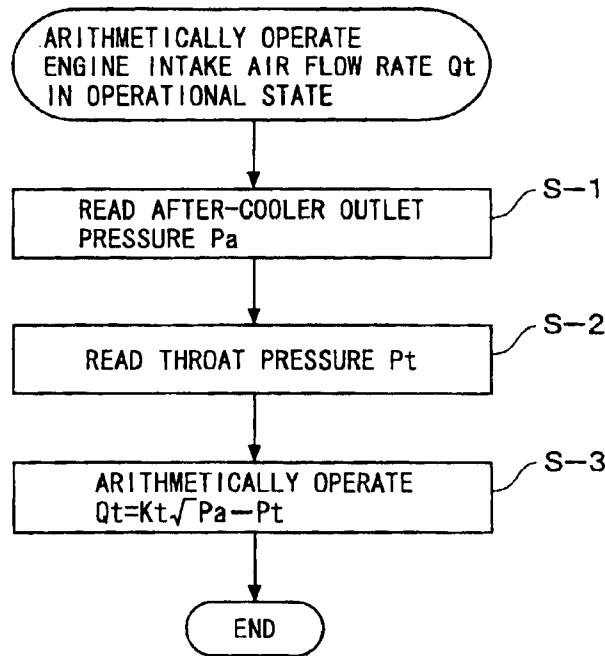 ARITHMETICALLY OPERATE
ENGINE INTAKE AIR FLOW RATE Qt
IN OPERATIONAL STATE
S-1
READ AFTER-COOLER OUTLET
PRESSURE Pa
S-2
READ THROAT PRESSURE Pt
S-3
ARITHMETICALLY OPERATE
Qt=Kt√Pa-Pt
END